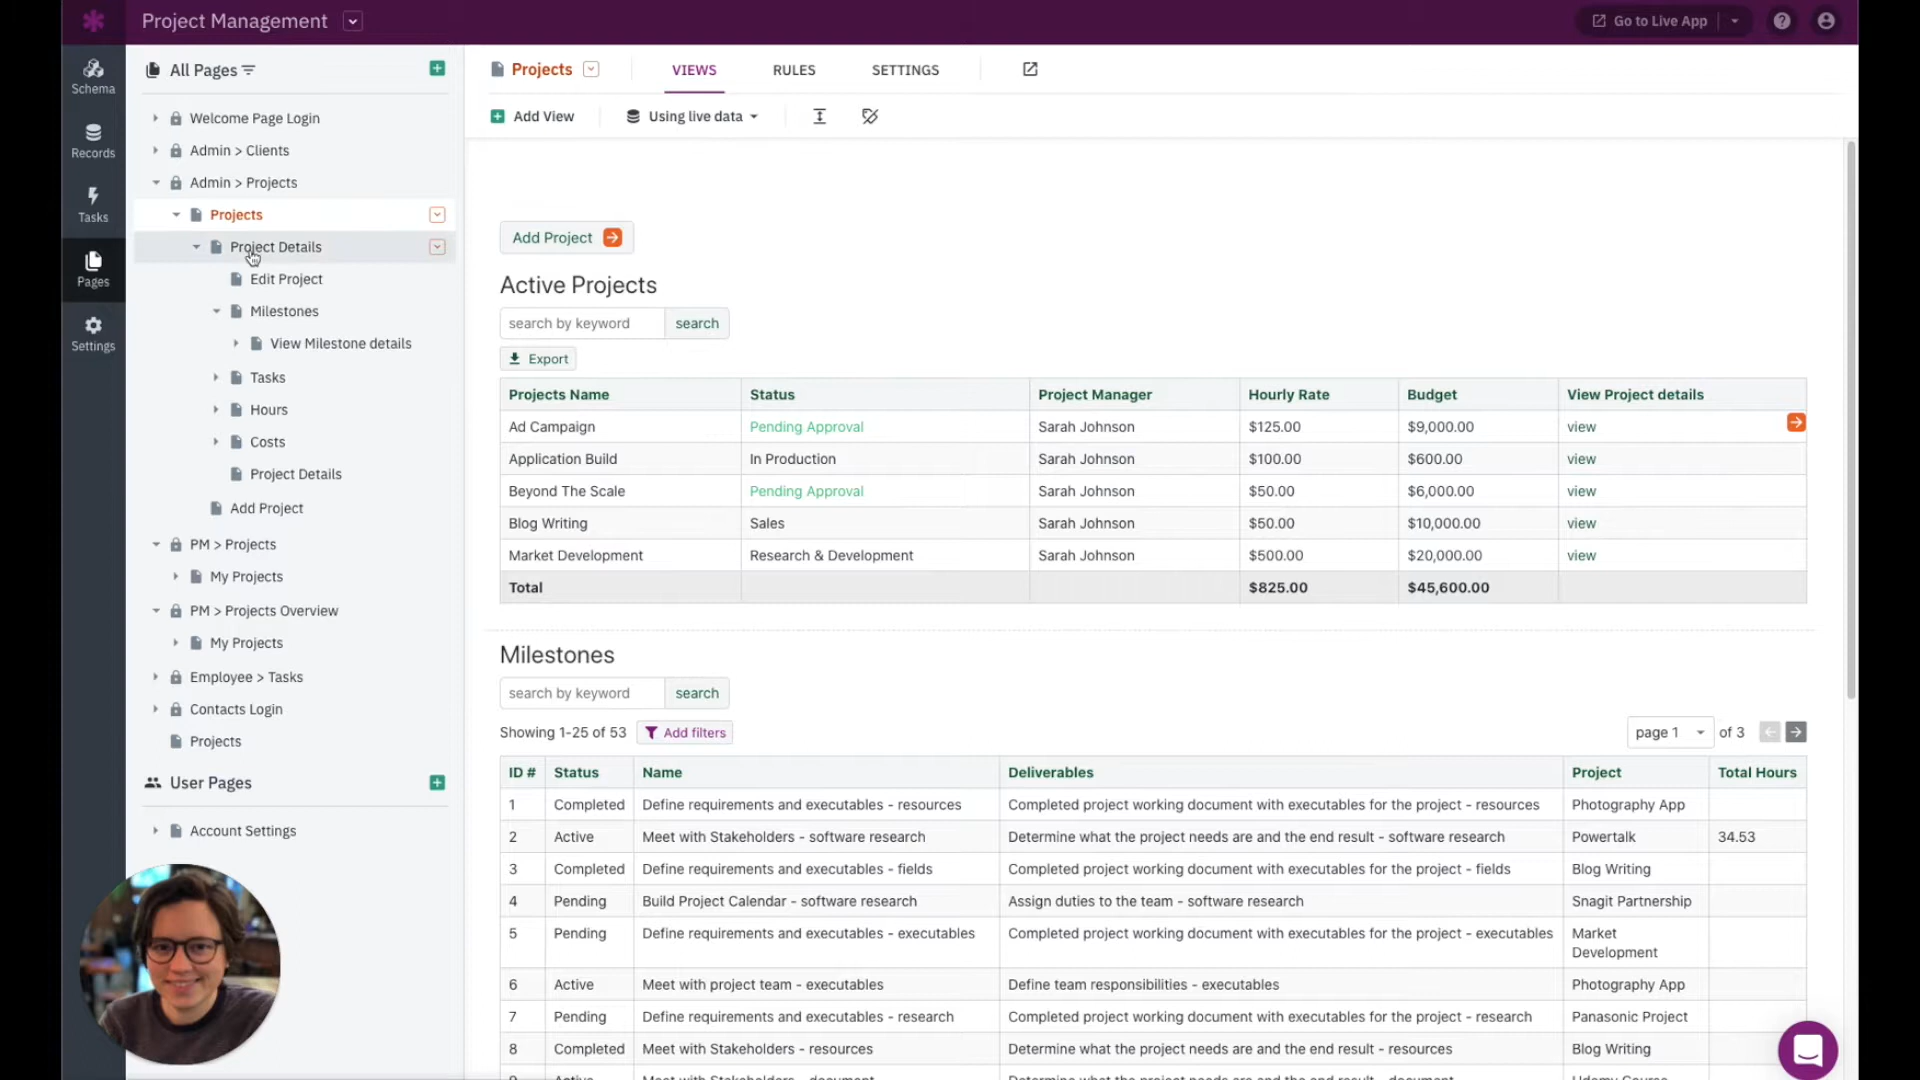 Project Management
Go to Live App
Schema
Records
Tasks
Pages
Settings
All Pages
Welcome Page Login
Admin > Clients
Admin > Projects
Projects
Project Details
Edit Project
Milestones
View Milestone details
Tasks
Hours
Costs
Project Details
Add Project
PM > Projects
My Projects
PM > Projects Overview
My Projects
Employee > Tasks
Contacts Login
Projects
User Pages
Account Settings
Projects VIEWS RULES SETTINGS
Add View Using live data
Add Project
Active Projects
search by keyword search
Export
Projects Name Status Project Manager Hourly Rate Budget View Project details
Ad Campaign Pending Approval Sarah Johnson $125.00 $9,000.00 view
Application Build In Production Sarah Johnson $100.00 $600.00 view
Beyond The Scale Pending Approval Sarah Johnson $50.00 $6,000.00 view
Blog Writing Sales Sarah Johnson $50.00 $10,000.00 view
Market Development Research & Development Sarah Johnson $500.00 $20,000.00 view
Total $825.00 $45,600.00
Milestones
search by keyword search
Showing 1-25 of 53 Add filters page 1 of 3
ID # Status Name Deliverables Project Total Hours
1 Completed Define requirements and executables - resources Completed project working document with executables for the project - resources Photography App
2 Active Meet with Stakeholders - software research Determine what the project needs are and the end result - software research Powertalk 34.53
3 Completed Define requirements and executables - fields Completed project working document with executables for the project - fields Blog Writing
4 Pending Build Project Calendar - software research Assign duties to the team - software research Snagit Partnership
5 Pending Define requirements and executables - executables Completed project working document with executables for the project - executables Market
Development
6 Active Meet with project team - executables Define team responsibilities - executables Photography App
7 Pending Define requirements and executables - research Completed project working document with executables for the project - research Panasonic Project
8 Completed Meet with Stakeholders - resources Determine what the project needs are and the end result - resources Blog Writing